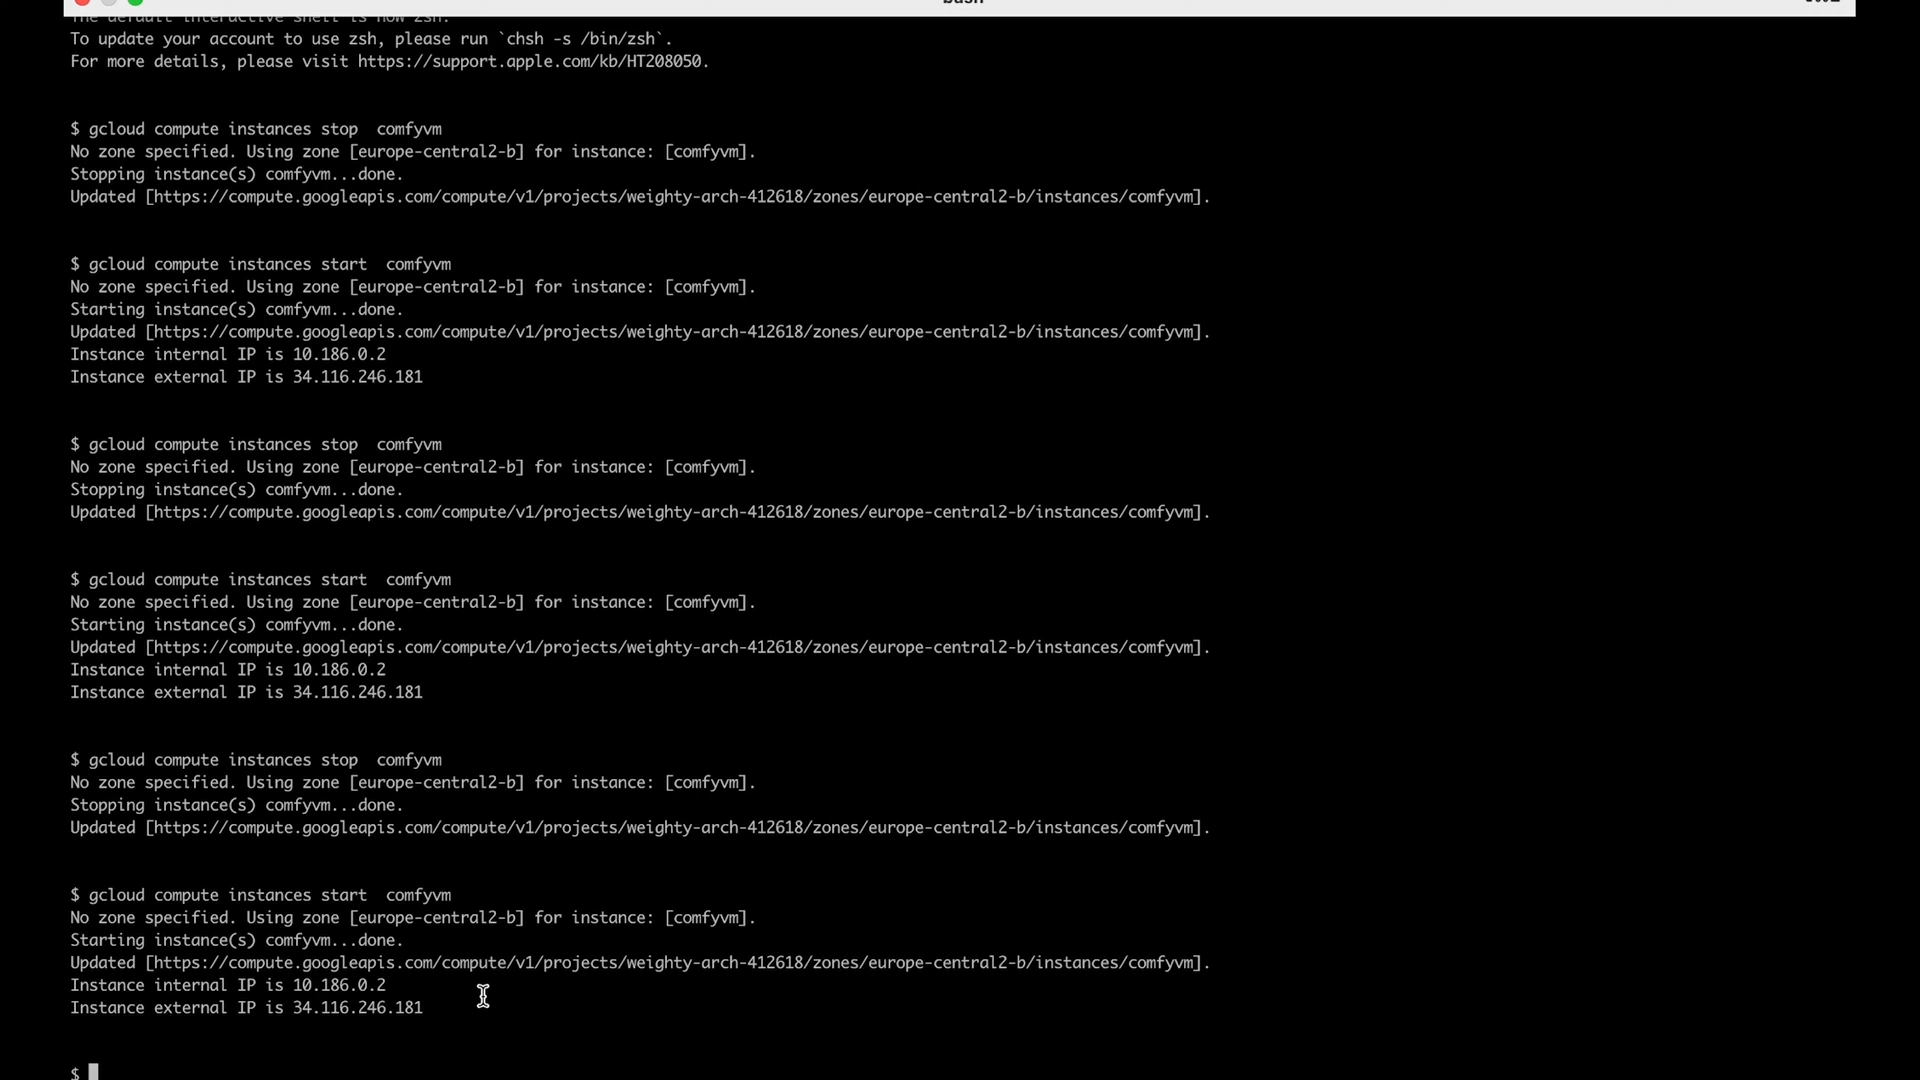 bash
The default interactive shell is now zsh.
To update your account to use zsh, please run `chsh -s /bin/zsh`.
For more details, please visit https://support.apple.com/kb/HT208050.
$ gcloud compute instances stop  comfyvm
No zone specified. Using zone [europe-central2-b] for instance: [comfyvm].
Stopping instance(s) comfyvm...done.
Updated [https://compute.googleapis.com/compute/v1/projects/weighty-arch-412618/zones/europe-central2-b/instances/comfyvm].
$ gcloud compute instances start  comfyvm
No zone specified. Using zone [europe-central2-b] for instance: [comfyvm].
Starting instance(s) comfyvm...done.
Updated [https://compute.googleapis.com/compute/v1/projects/weighty-arch-412618/zones/europe-central2-b/instances/comfyvm].
Instance internal IP is 10.186.0.2
Instance external IP is 34.116.246.181
$ gcloud compute instances stop  comfyvm
No zone specified. Using zone [europe-central2-b] for instance: [comfyvm].
Stopping instance(s) comfyvm...done.
Updated [https://compute.googleapis.com/compute/v1/projects/weighty-arch-412618/zones/europe-central2-b/instances/comfyvm].
$ gcloud compute instances start  comfyvm
No zone specified. Using zone [europe-central2-b] for instance: [comfyvm].
Starting instance(s) comfyvm...done.
Updated [https://compute.googleapis.com/compute/v1/projects/weighty-arch-412618/zones/europe-central2-b/instances/comfyvm].
Instance internal IP is 10.186.0.2
Instance external IP is 34.116.246.181
$ gcloud compute instances stop  comfyvm
No zone specified. Using zone [europe-central2-b] for instance: [comfyvm].
Stopping instance(s) comfyvm...done.
Updated [https://compute.googleapis.com/compute/v1/projects/weighty-arch-412618/zones/europe-central2-b/instances/comfyvm].
$ gcloud compute instances start  comfyvm
No zone specified. Using zone [europe-central2-b] for instance: [comfyvm].
Starting instance(s) comfyvm...done.
Updated [https://compute.googleapis.com/compute/v1/projects/weighty-arch-412618/zones/europe-central2-b/instances/comfyvm].
Instance internal IP is 10.186.0.2
Instance external IP is 34.116.246.181
$